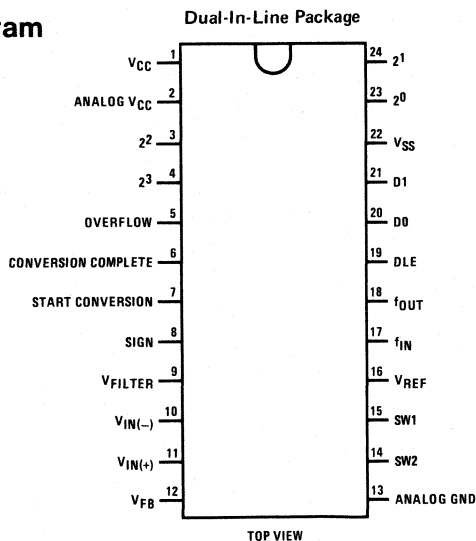 ram
Dual-In-Line Package
VCC 1
ANALOG VCC 2
2² 3
2³ 4
OVERFLOW 5
CONVERSION COMPLETE 6
START CONVERSION 7
SIGN 8
VFILTER 9
VIN(−) 10
VIN(+) 11
VFB 12
24 2¹
23 2⁰
22 VSS
21 D1
20 D0
19 DLE
18 fOUT
17 fIN
16 VREF
15 SW1
14 SW2
13 ANALOG GND
TOP VIEW